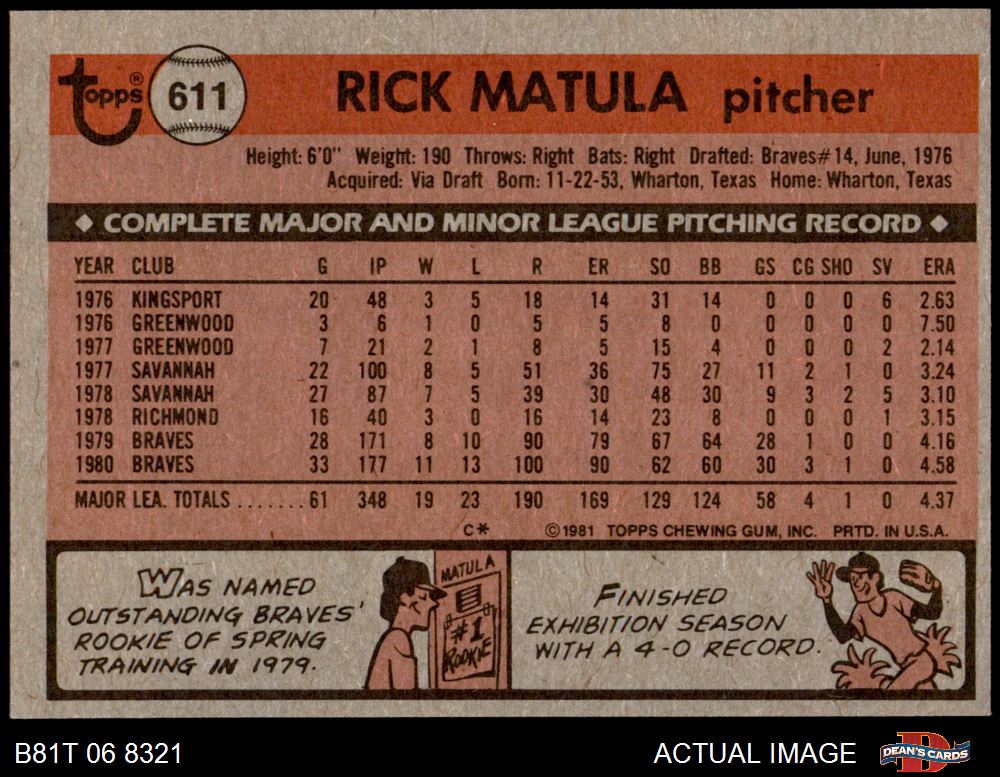 Topps® 611 RICK MATULA pitcher
Height: 6'0" Weight: 190 Throws: Right Bats: Right Drafted: Braves#14, June, 1976
Acquired: Via Draft Born: 11-22-53, Wharton, Texas Home: Wharton, Texas
◆ COMPLETE MAJOR AND MINOR LEAGUE PITCHING RECORD ◆
YEAR CLUB G IP W L R ER SO BB GS CG SHO SV ERA
1976 KINGSPORT 20 48 3 5 18 14 31 14 0 0 0 6 2.63
1976 GREENWOOD 3 6 1 0 5 5 8 0 0 0 0 0 7.50
1977 GREENWOOD 7 21 2 1 8 5 15 4 0 0 0 2 2.14
1977 SAVANNAH 22 100 8 5 51 36 75 27 11 2 1 0 3.24
1978 SAVANNAH 27 87 7 5 39 30 48 30 9 3 2 5 3.10
1978 RICHMOND 16 40 3 0 16 14 23 8 0 0 0 1 3.15
1979 BRAVES 28 171 8 10 90 79 67 64 28 1 0 0 4.16
1980 BRAVES 33 177 11 13 100 90 62 60 30 3 1 0 4.58
MAJOR LEA. TOTALS ....... 61 348 19 23 190 169 129 124 58 4 1 0 4.37
C* ©1981 TOPPS CHEWING GUM, INC. PRTD. IN U.S.A.
WAS NAMED
OUTSTANDING BRAVES'
ROOKIE OF SPRING
TRAINING IN 1979.
MATULA
#1
ROOKIE
FINISHED
EXHIBITION SEASON
WITH A 4-0 RECORD.
B81T 06 8321 ACTUAL IMAGE DEAN'S CARDS